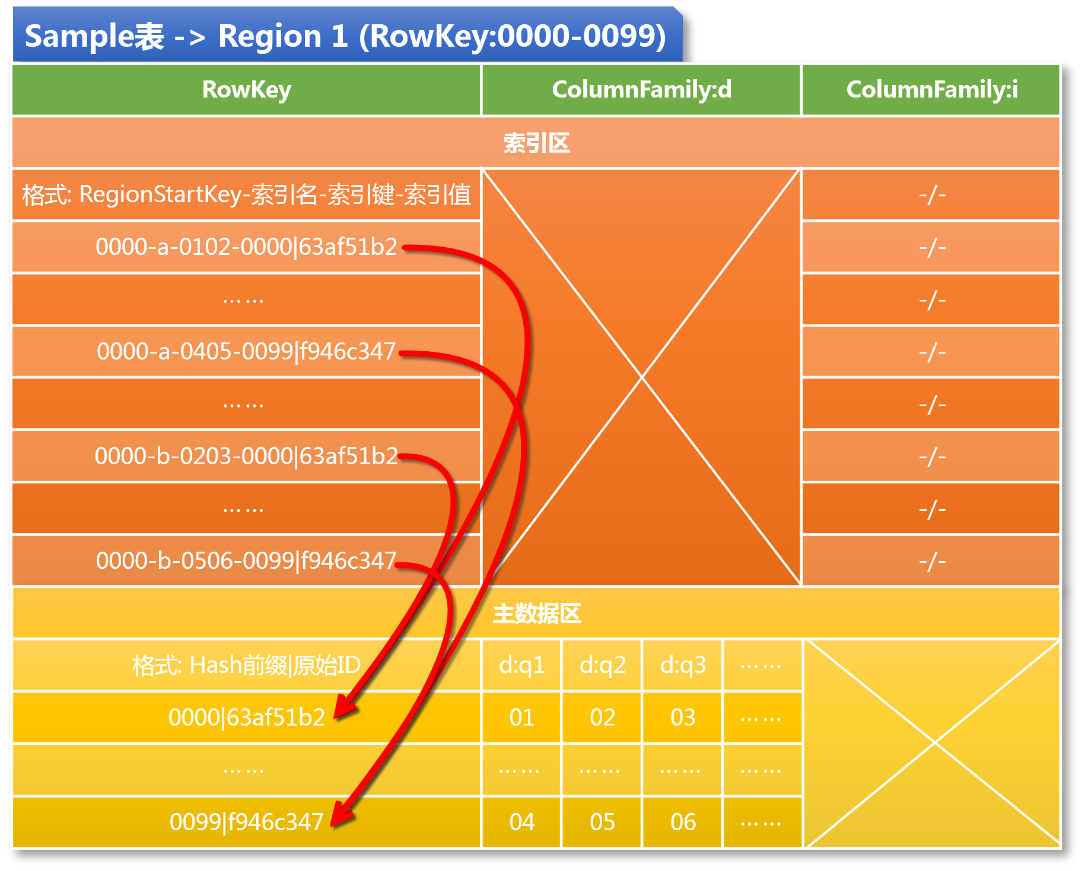 Sample表 -> Region 1 (RowKey:0000-0099)
RowKey ColumnFamily:d ColumnFamily:i
索引区
格式: RegionStartKey-索引名-索引键-索引值 -/-
0000-a-0102-0000|63af51b2 -/-
…… -/-
0000-a-0405-0099|f946c347 -/-
…… -/-
0000-b-0203-0000|63af51b2 -/-
…… -/-
0000-b-0506-0099|f946c347 -/-
主数据区
格式: Hash前缀|原始ID d:q1 d:q2 d:q3 ……
0000|63af51b2 01 02 03 ……
…… …… …… …… ……
0099|f946c347 04 05 06 ……